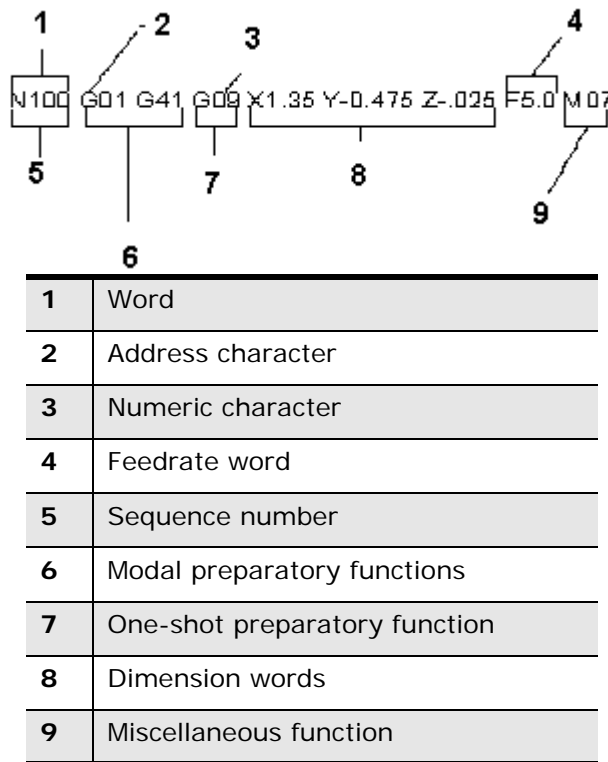 1 2 3 4
N100 G01 G41 G09 X1.35 Y-0.475 Z-.025 F5.0 M07
5 6 7 8 9
1 Word
2 Address character
3 Numeric character
4 Feedrate word
5 Sequence number
6 Modal preparatory functions
7 One-shot preparatory function
8 Dimension words
9 Miscellaneous function